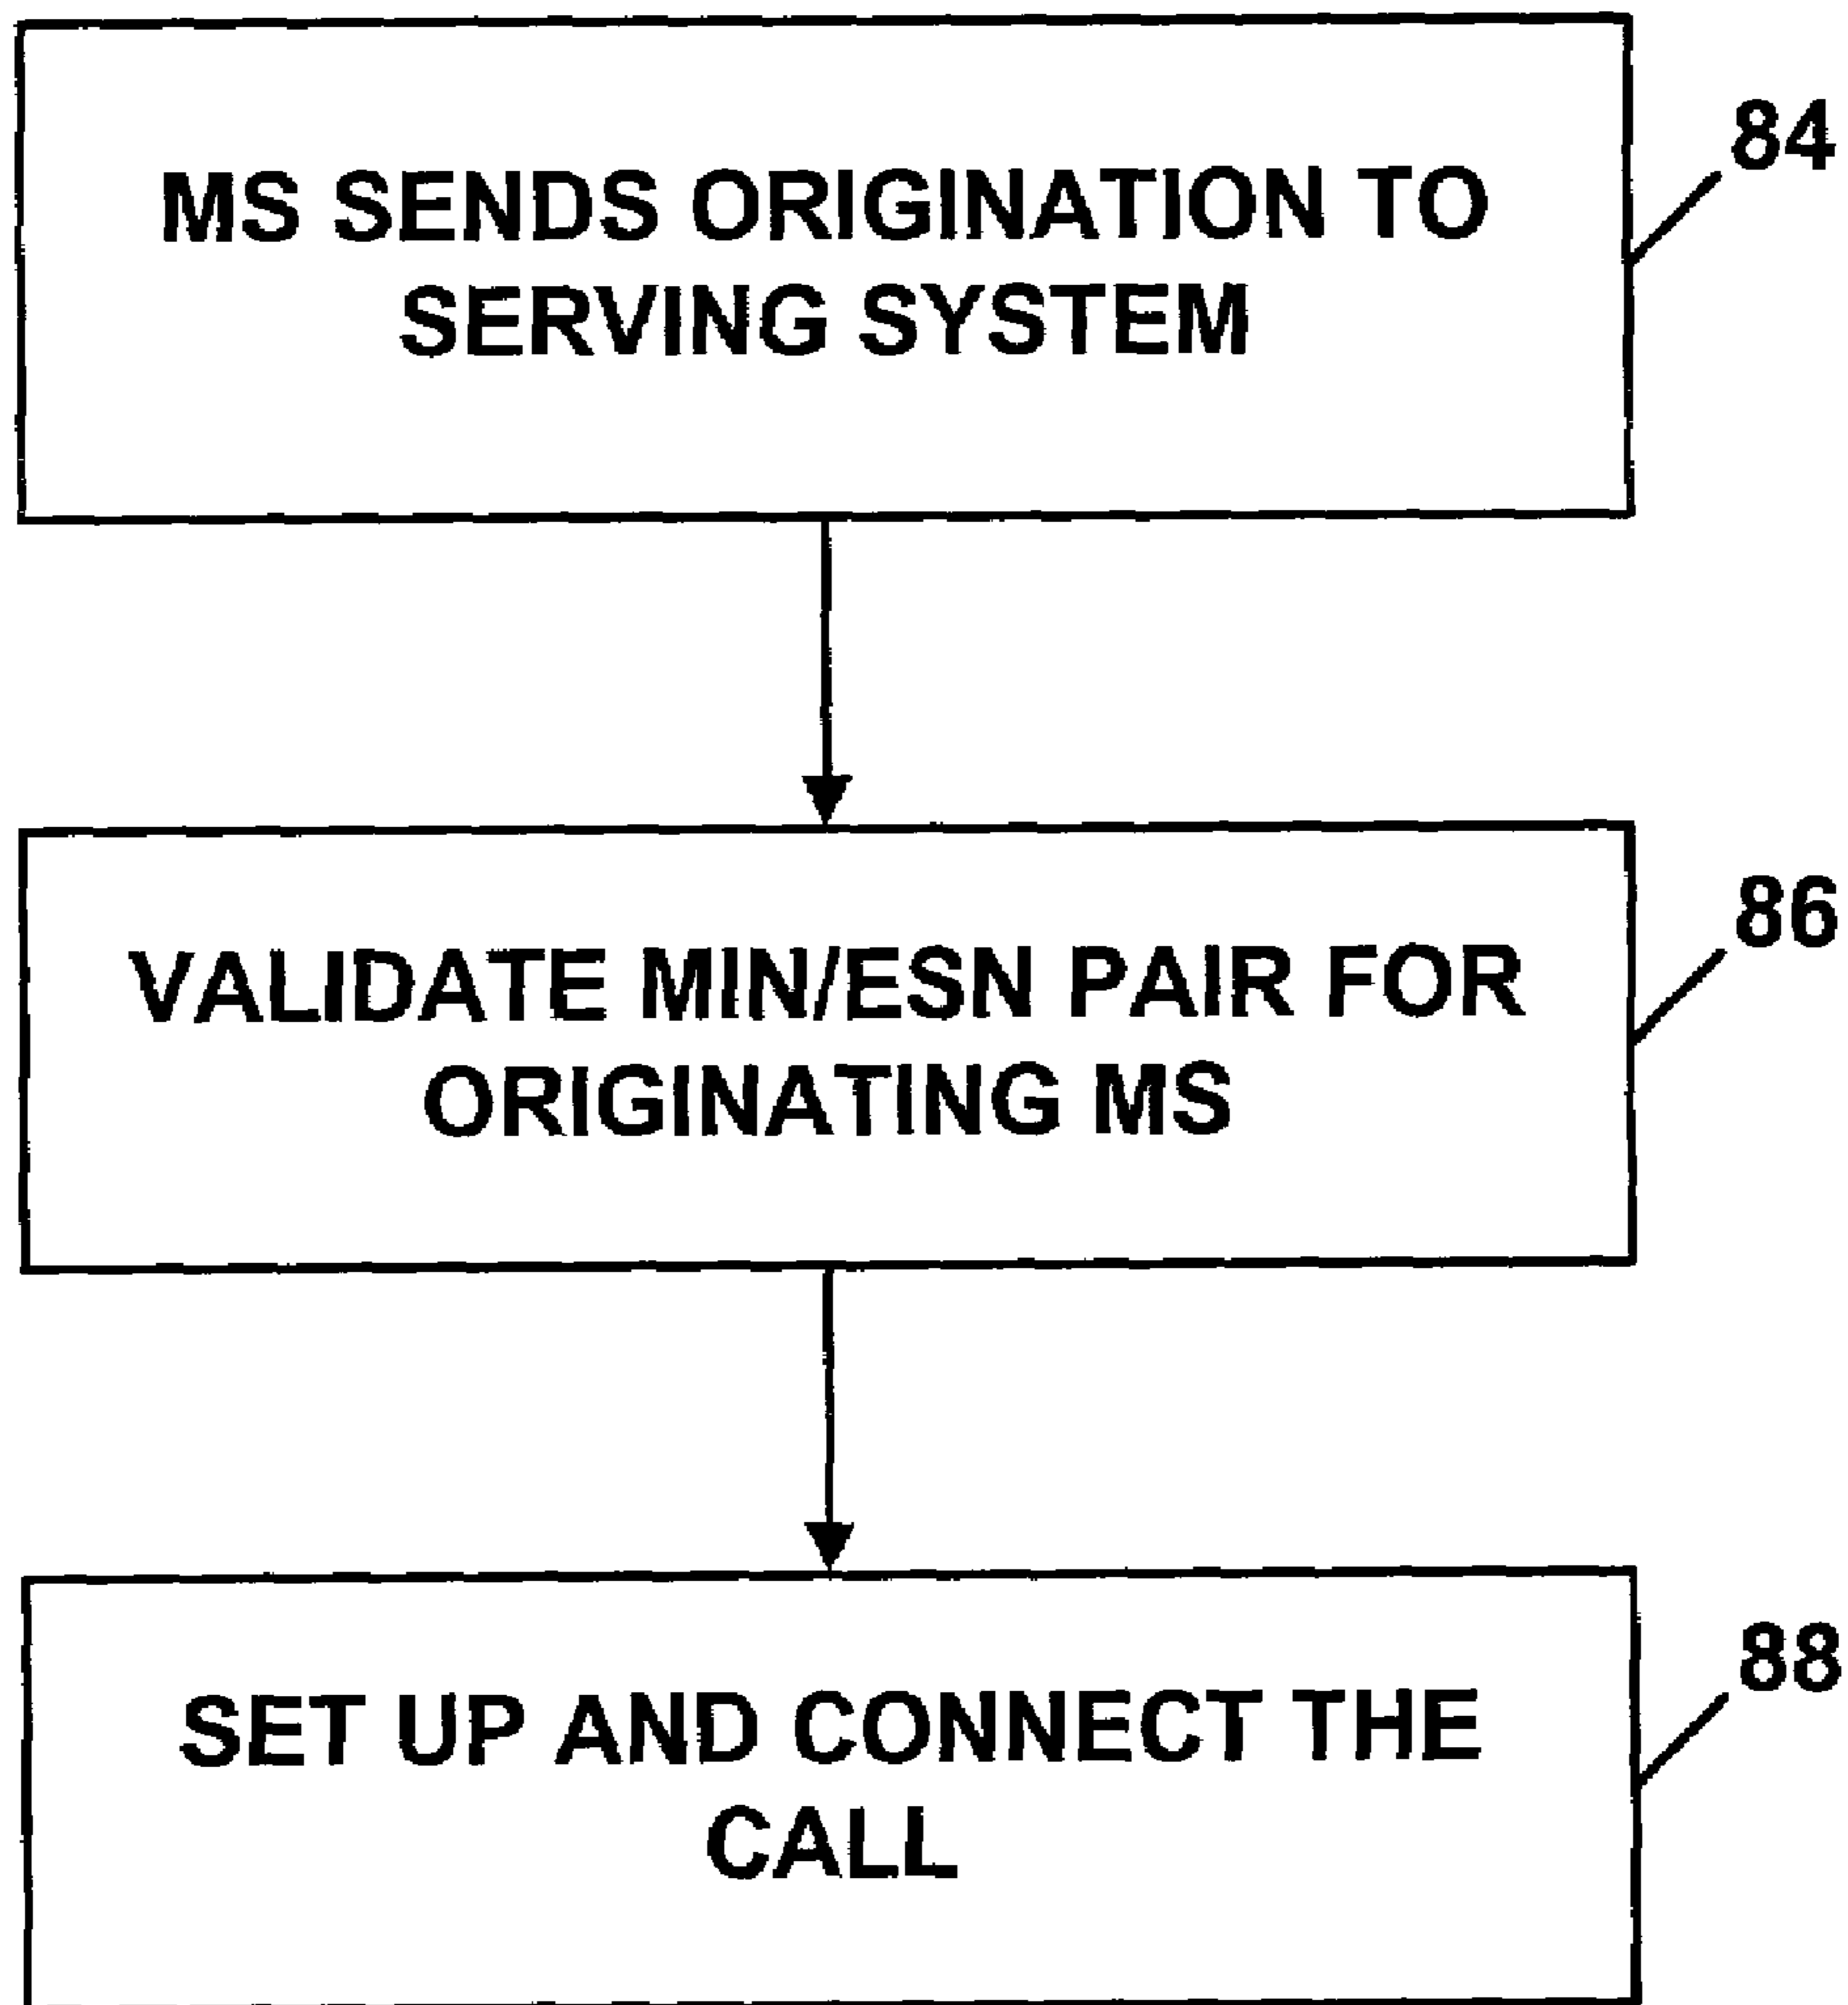 84
MS SENDS ORIGINATION TO
SERVING SYSTEM
86
VALIDATE MIN/ESN PAIR FOR
ORIGINATING MS
88
SET UP AND CONNECT THE
CALL